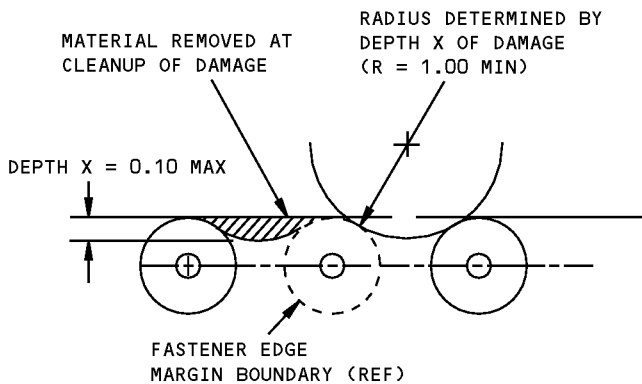 RADIUS DETERMINED BY
DEPTH X OF DAMAGE
(R = 1.00 MIN)
MATERIAL REMOVED AT
CLEANUP OF DAMAGE
DEPTH X = 0.10 MAX
FASTENER EDGE
MARGIN BOUNDARY (REF)